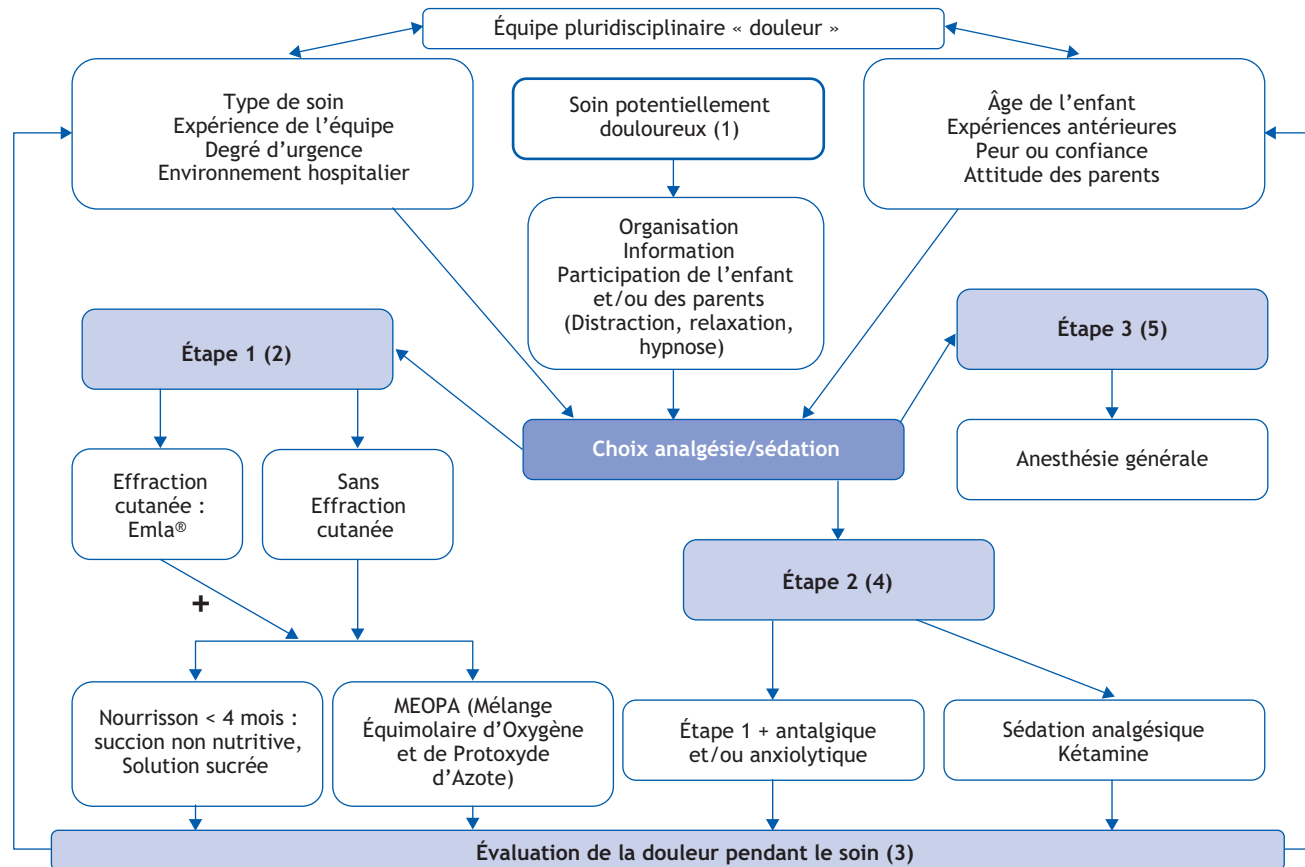 Équipe pluridisciplinaire « douleur »
Type de soin
Expérience de l’équipe
Degré d’urgence
Environnement hospitalier
Soin potentiellement
douloureux (1)
Âge de l’enfant
Expériences antérieures
Peur ou confiance
Attitude des parents
Organisation
Information
Participation de l’enfant
et/ou des parents
(Distraction, relaxation,
hypnose)
Étape 1 (2)
Étape 3 (5)
Choix analgésie/sédation
Anesthésie générale
Effraction
cutanée :
Emla®
Sans
Effraction
cutanée
Étape 2 (4)
+
Nourrisson < 4 mois :
succion non nutritive,
Solution sucrée
MEOPA (Mélange
Équimolaire d’Oxygène
et de Protoxyde
d’Azote)
Étape 1 + antalgique
et/ou anxiolytique
Sédation analgésique
Kétamine
Évaluation de la douleur pendant le soin (3)